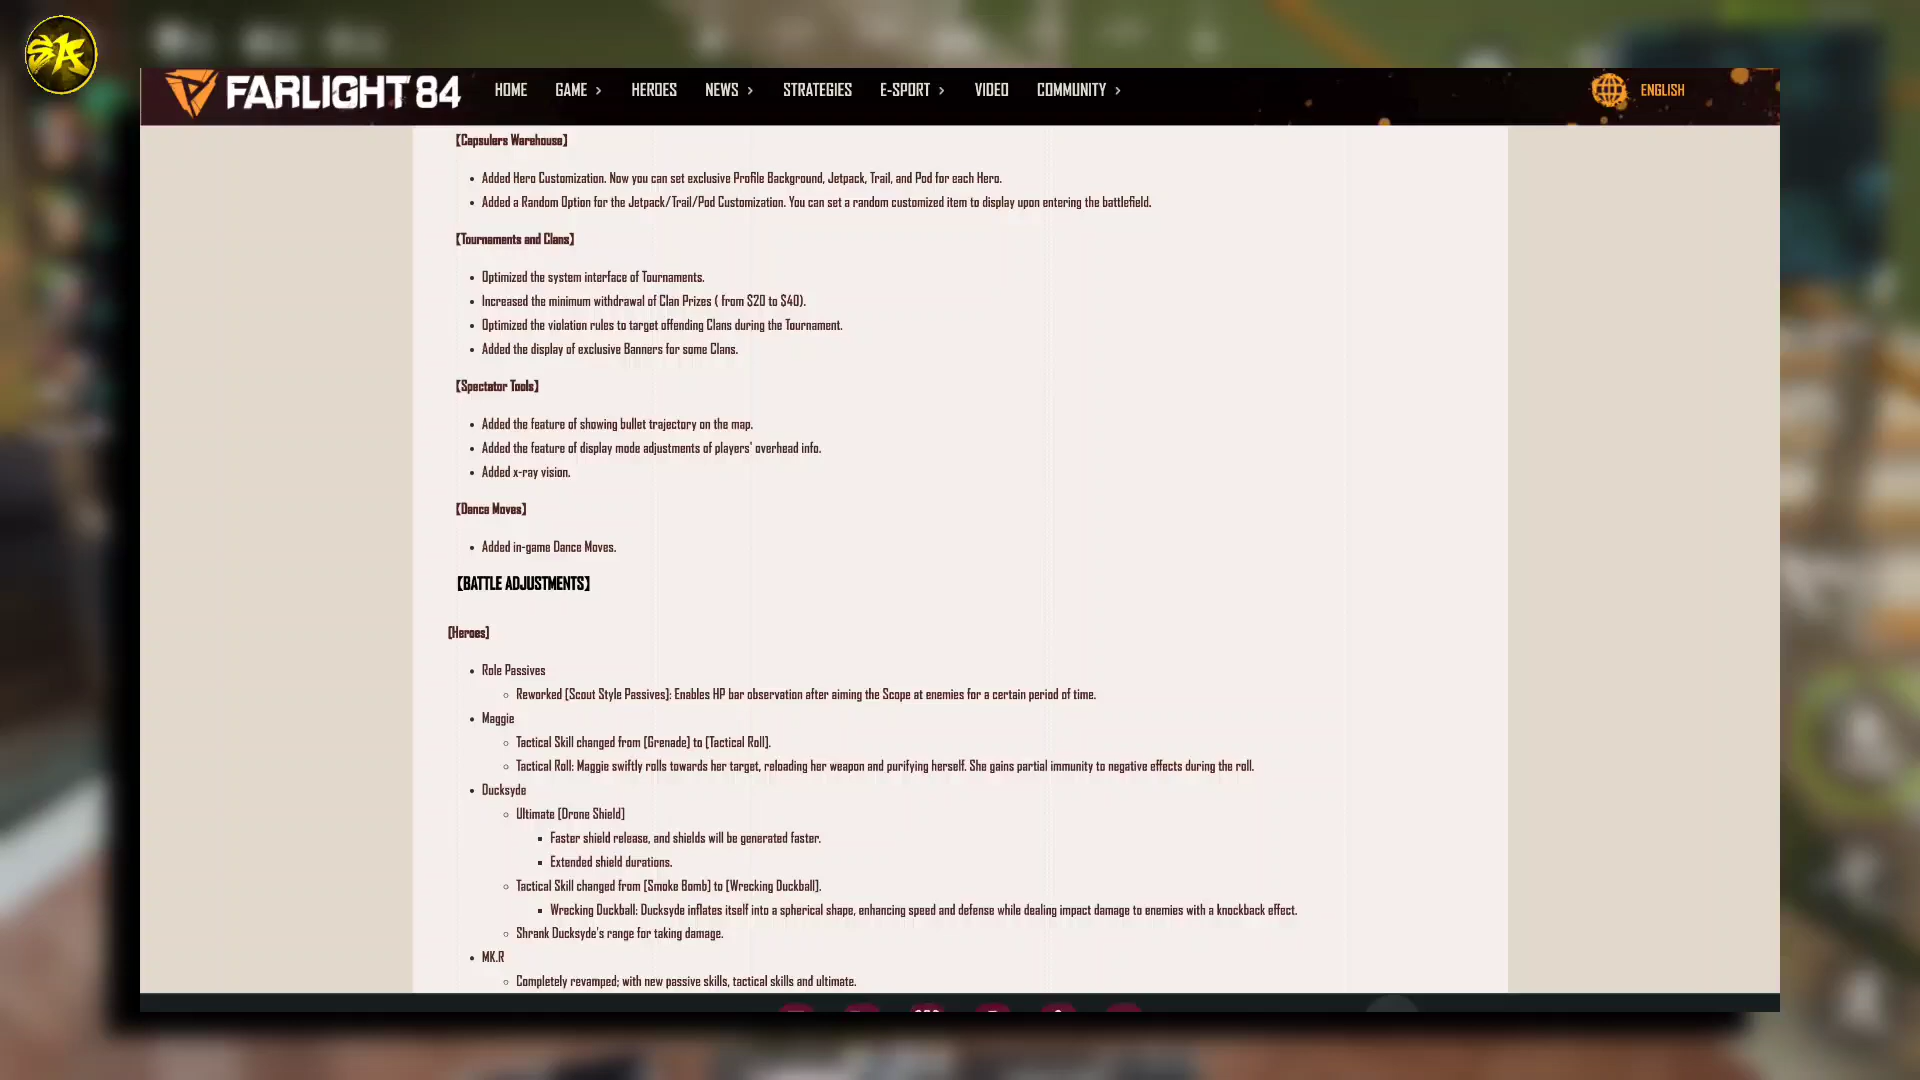 SAF
FARLIGHT 84
HOME GAME > HEROES NEWS > STRATEGIES E-SPORT > VIDEO COMMUNITY > ENGLISH
【Capsulers Warehouse】
• Added Hero Customization. Now you can set exclusive Profile Background, Jetpack, Trail, and Pod for each Hero.
• Added a Random Option for the Jetpack/Trail/Pod Customization. You can set a random customized item to display upon entering the battlefield.
【Tournaments and Clans】
• Optimized the system interface of Tournaments.
• Increased the minimum withdrawal of Clan Prizes ( from $20 to $40).
• Optimized the violation rules to target offending Clans during the Tournament.
• Added the display of exclusive Banners for some Clans.
【Spectator Tools】
• Added the feature of showing bullet trajectory on the map.
• Added the feature of display mode adjustments of players' overhead info.
• Added x-ray vision.
【Dance Moves】
• Added in-game Dance Moves.
【BATTLE ADJUSTMENTS】
[Heroes]
• Role Passives
◦ Reworked [Scout Style Passives]: Enables HP bar observation after aiming the Scope at enemies for a certain period of time.
• Maggie
◦ Tactical Skill changed from [Grenade] to [Tactical Roll].
◦ Tactical Roll: Maggie swiftly rolls towards her target, reloading her weapon and purifying herself. She gains partial immunity to negative effects during the roll.
• Ducksyde
◦ Ultimate [Drone Shield]
▪ Faster shield release, and shields will be generated faster.
▪ Extended shield durations.
◦ Tactical Skill changed from [Smoke Bomb] to [Wrecking Duckball].
▪ Wrecking Duckball: Ducksyde inflates itself into a spherical shape, enhancing speed and defense while dealing impact damage to enemies with a knockback effect.
◦ Shrank Ducksyde's range for taking damage.
• MK.R
◦ Completely revamped; with new passive skills, tactical skills and ultimate.